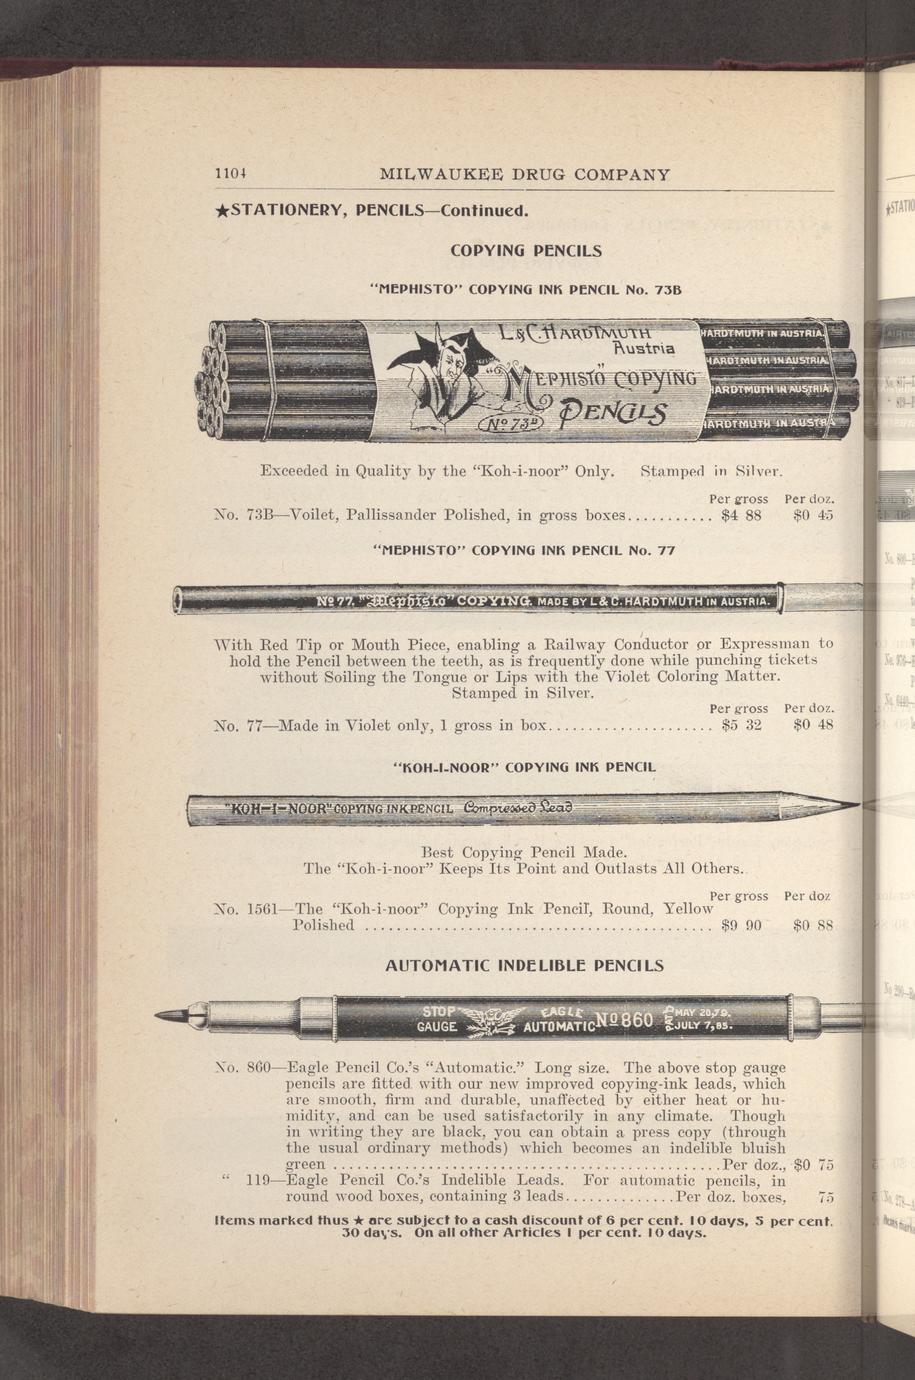 1104 MILWAUKEE DRUG COMPANY
★STATIONERY, PENCILS—Continued.
COPYING PENCILS
"MEPHISTO" COPYING INK PENCIL No. 73B
L.&C. HARDTMUTH
Austria
"MEPHISTO" COPYING
PENCILS
No 73B
HARDTMUTH IN AUSTRIA.
HARDTMUTH IN AUSTRIA.
HARDTMUTH IN AUSTRIA.
HARDTMUTH IN AUSTRIA
Exceeded in Quality by the "Koh-i-noor" Only. Stamped in Silver.
Per gross Per doz.
No. 73B—Voilet, Pallissander Polished, in gross boxes........... $4 88 $0 45
"MEPHISTO" COPYING INK PENCIL No. 77
No 77. "Mephisto" COPYING. MADE BY L & C. HARDTMUTH IN AUSTRIA.
With Red Tip or Mouth Piece, enabling a Railway Conductor or Expressman to
hold the Pencil between the teeth, as is frequently done while punching tickets
without Soiling the Tongue or Lips with the Violet Coloring Matter.
Stamped in Silver.
Per gross Per doz.
No. 77—Made in Violet only, 1 gross in box.................... $5 32 $0 48
"KOH-I-NOOR" COPYING INK PENCIL
"KOH-I-NOOR" COPYING INK PENCIL Compressed Lead
Best Copying Pencil Made.
The "Koh-i-noor" Keeps Its Point and Outlasts All Others.
Per gross Per doz
No. 1561—The "Koh-i-noor" Copying Ink Pencil, Round, Yellow
Polished ........................................... $9 90 $0 88
AUTOMATIC INDELIBLE PENCILS
STOP GAUGE EAGLE AUTOMATIC No 860 PAT'D MAY 20,79. JULY 7,85.
No. 860—Eagle Pencil Co.'s "Automatic." Long size. The above stop gauge
pencils are fitted with our new improved copying-ink leads, which
are smooth, firm and durable, unaffected by either heat or hu-
midity, and can be used satisfactorily in any climate. Though
in writing they are black, you can obtain a press copy (through
the usual ordinary methods) which becomes an indelible bluish
green ................................................Per doz., $0 75
" 119—Eagle Pencil Co.'s Indelible Leads. For automatic pencils, in
round wood boxes, containing 3 leads..............Per doz. boxes, 75
Items marked thus ★ are subject to a cash discount of 6 per cent. 10 days, 5 per cent.
30 days. On all other Articles 1 per cent. 10 days.